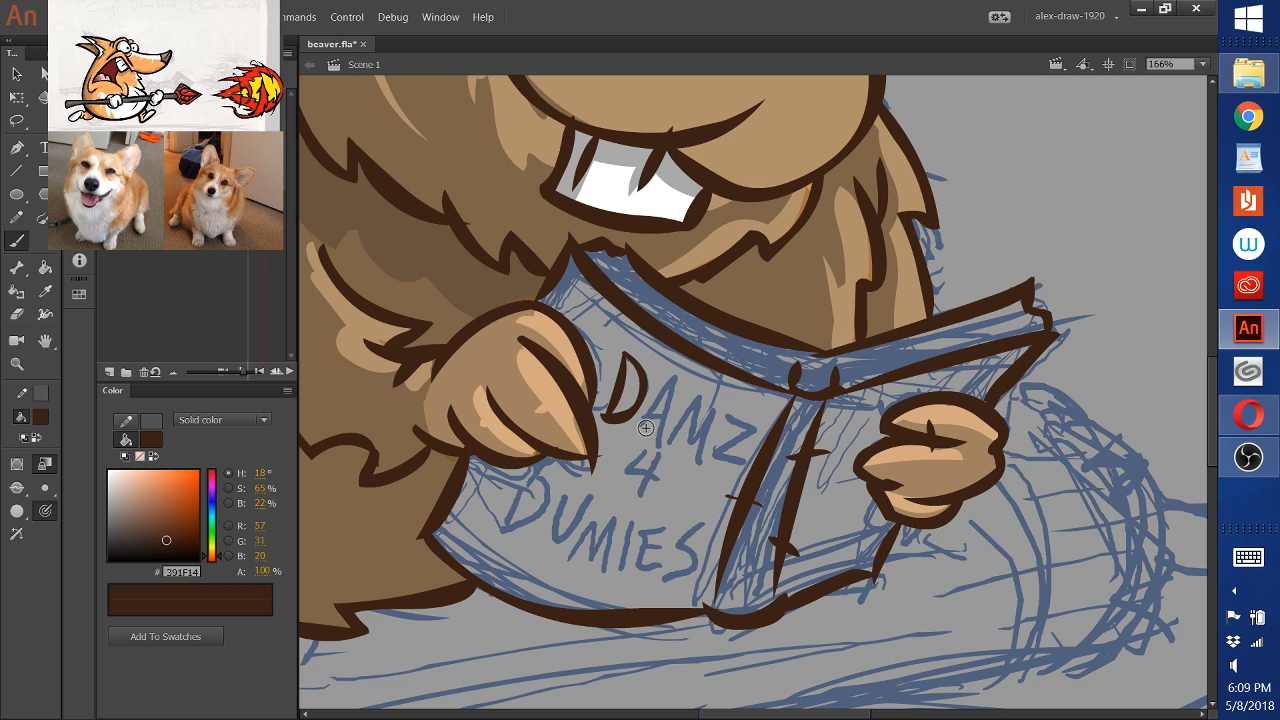 An
mmands Control Debug Window Help
alex-draw-1920
beaver.fla* ×
Scene 1
166%
T...
T
Color
Solid color
H: 18 °
S: 65 %
B: 22 %
R: 57
G: 31
B: 20
# 391F14
A: 100 %
Add To Swatches
DAMZ
4
DUMIES
An
6:09 PM
5/8/2018